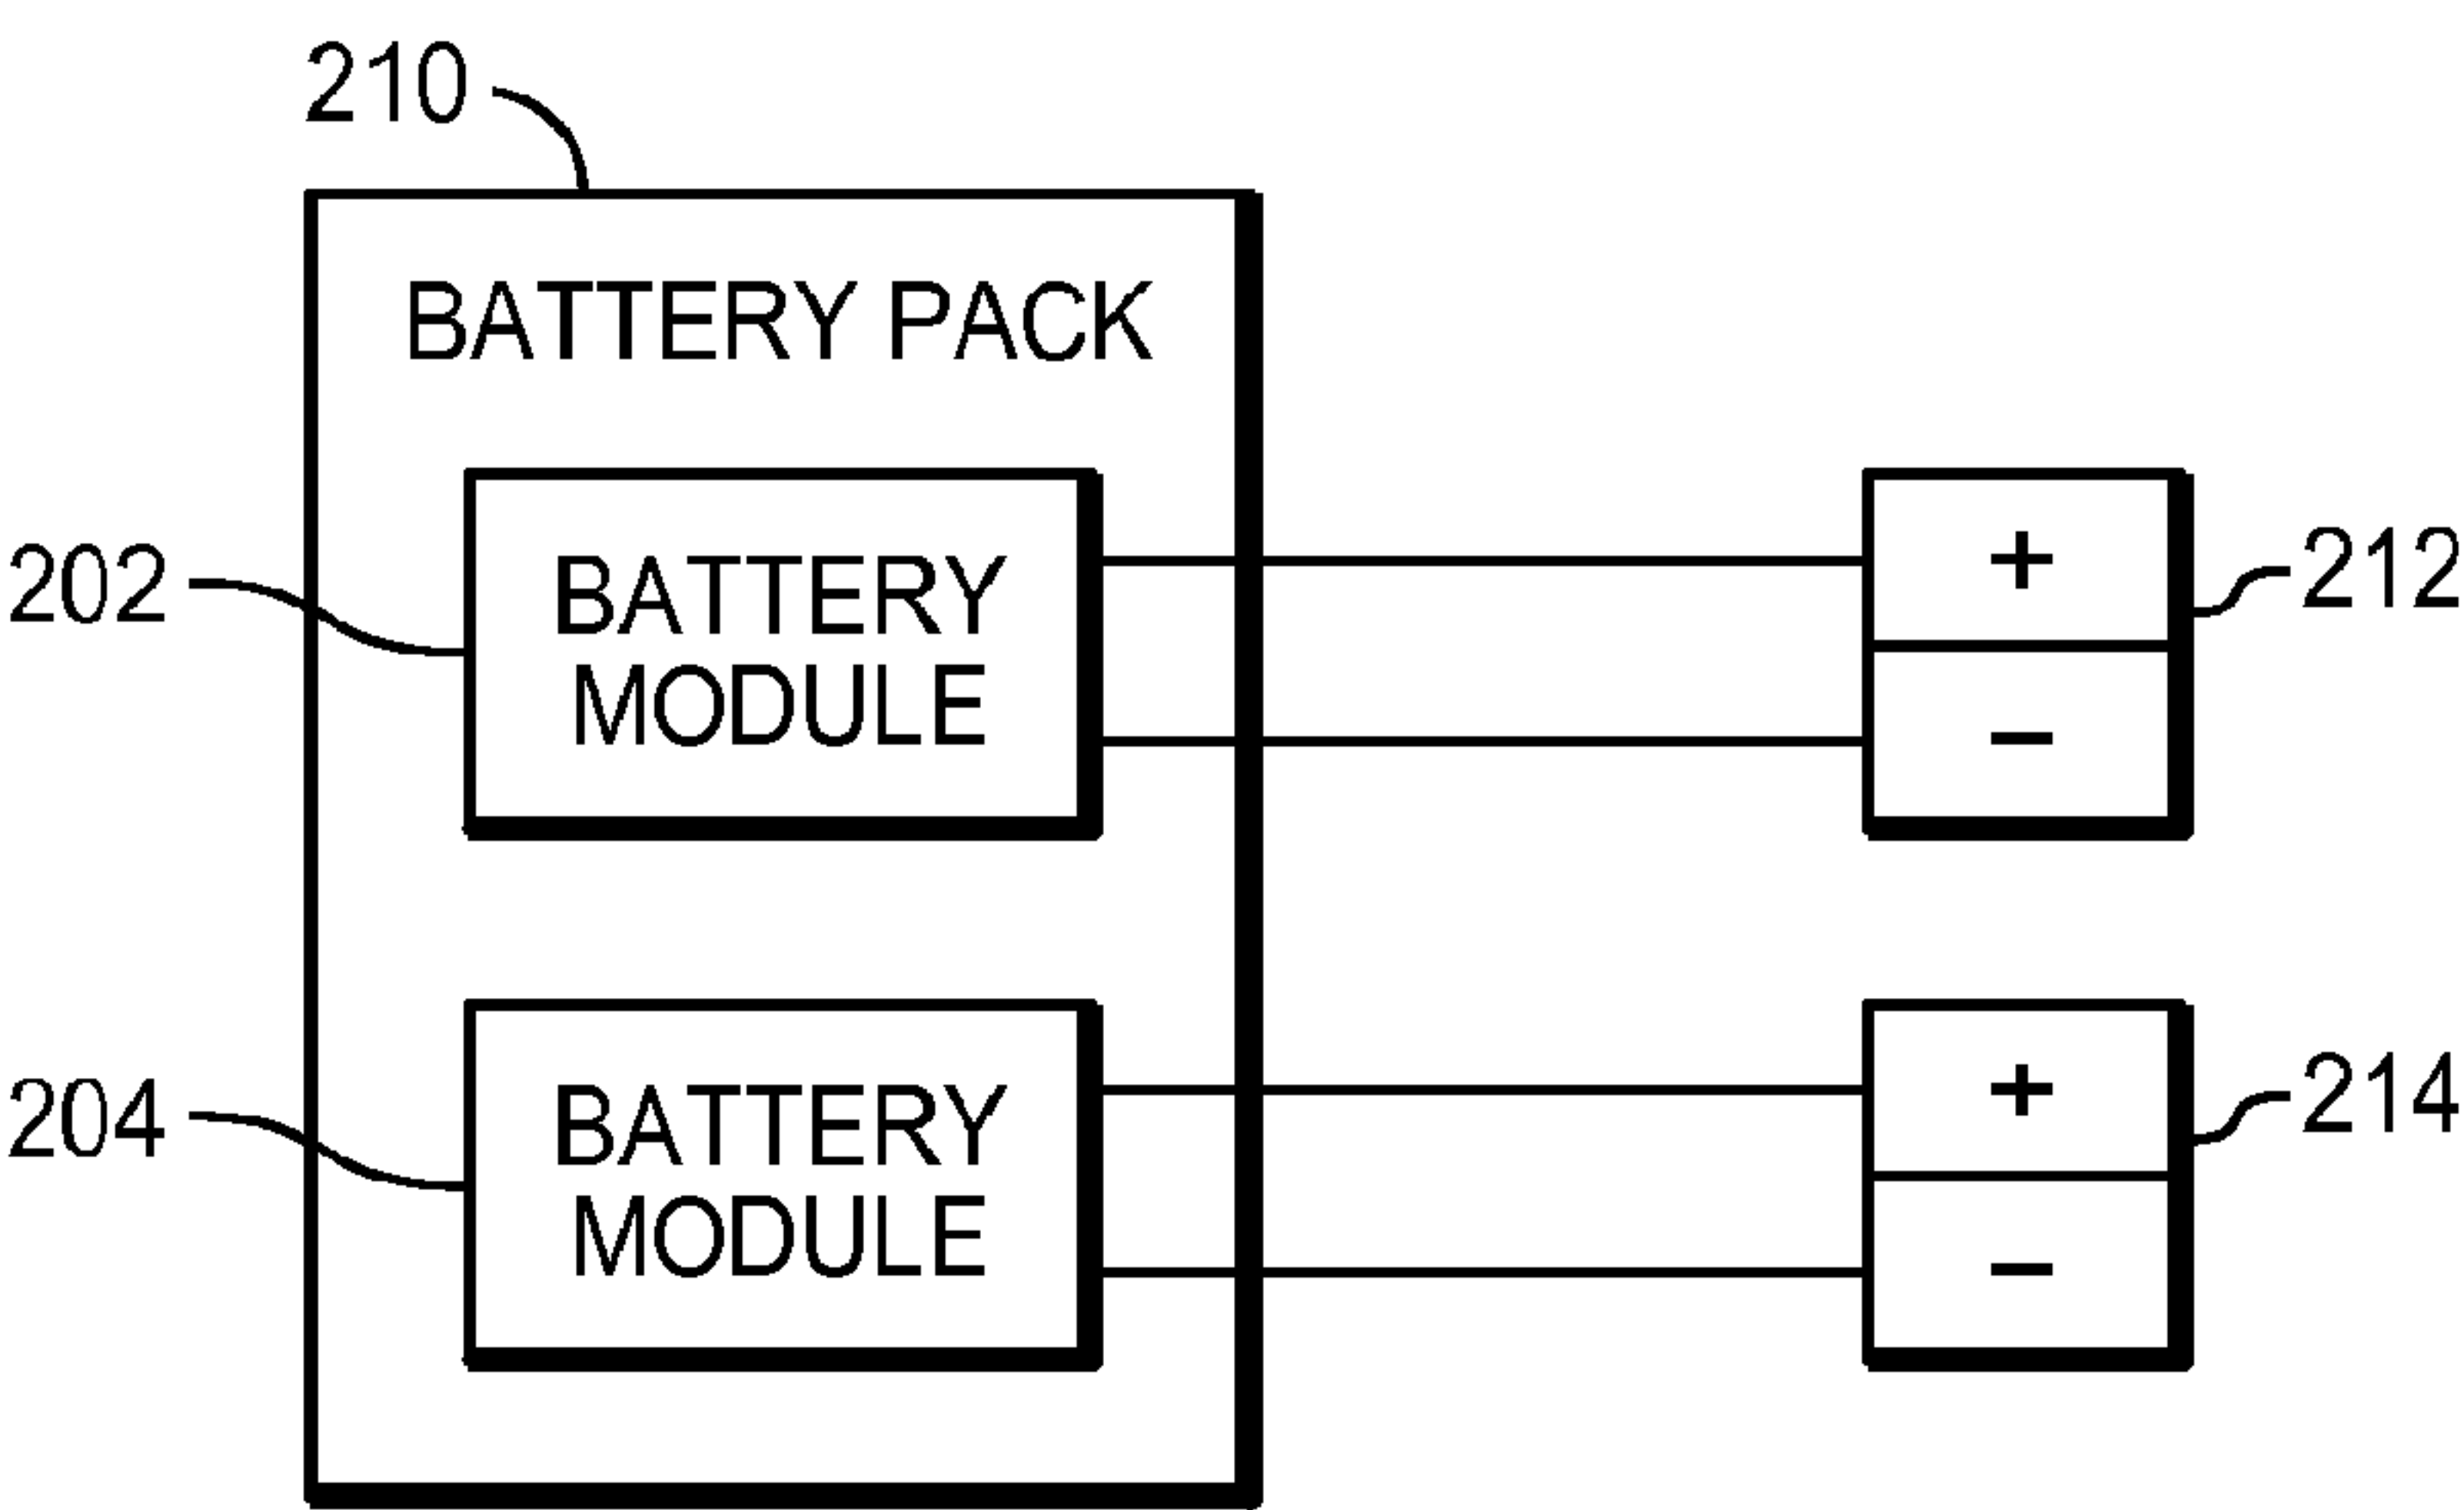 210
BATTERY PACK
202
BATTERY
MODULE
+
−
212
204
BATTERY
MODULE
+
−
214